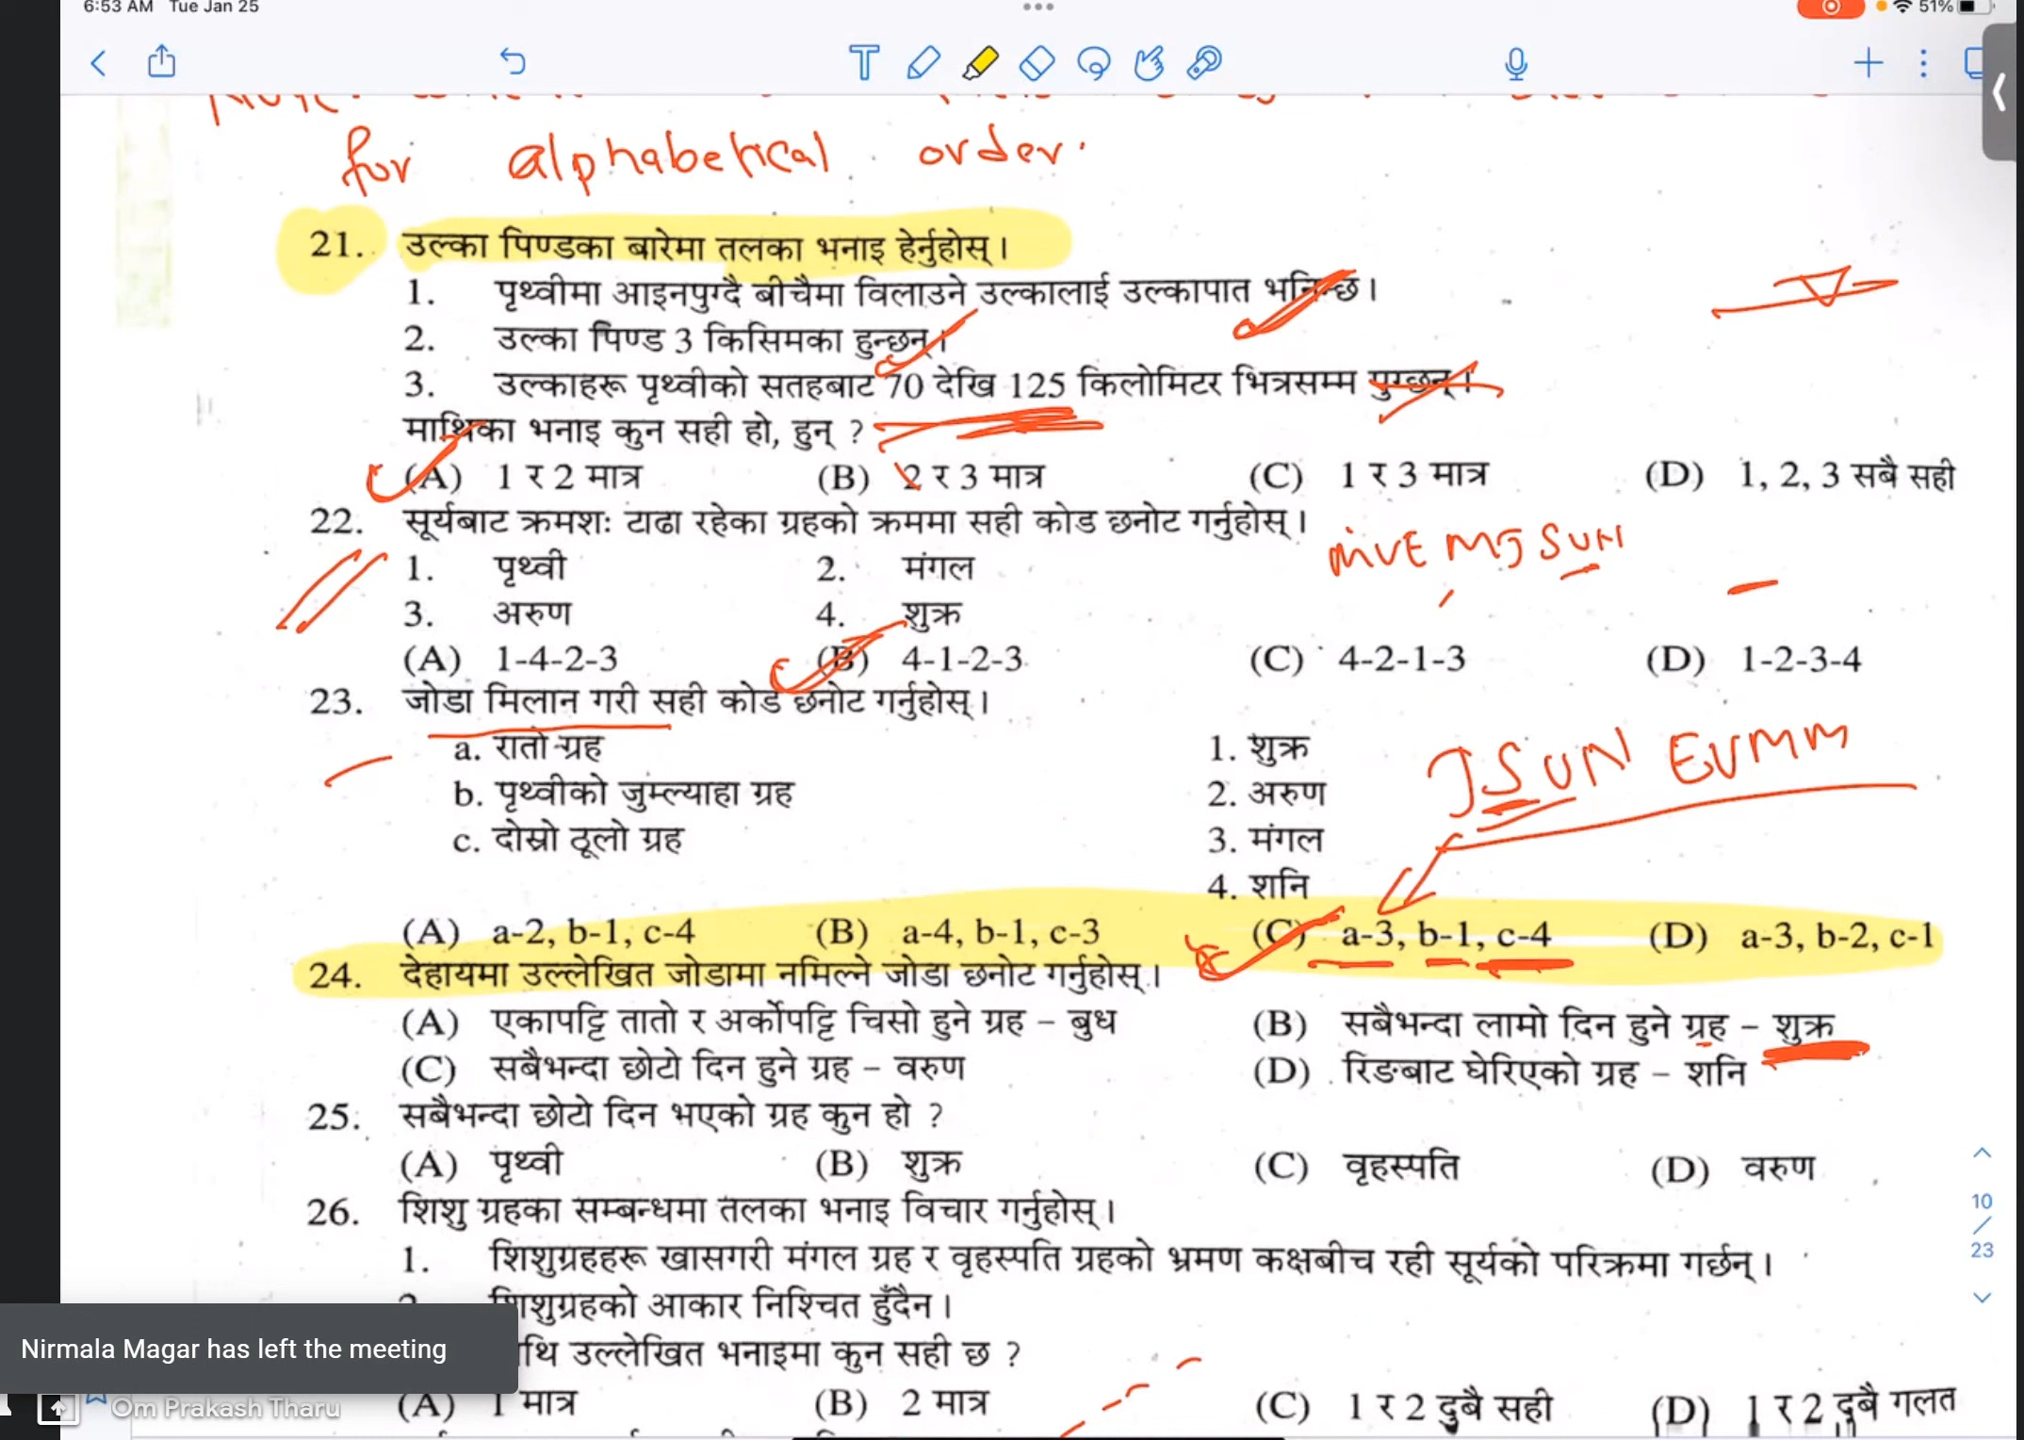 6:53 AM Tue Jan 25
51%
for alphabetical order.
21. उल्का पिण्डका बारेमा तलका भनाइ हेर्नुहोस् ।
1. पृथ्वीमा आइनपुग्दै बीचैमा विलाउने उल्कालाई उल्कापात भनिन्छ ।
2. उल्का पिण्ड 3 किसिमका हुन्छन् ।
3. उल्काहरू पृथ्वीको सतहबाट 70 देखि 125 किलोमिटर भित्रसम्म पुग्छन् ।
माथिका भनाइ कुन सही हो, हुन् ?
(A) 1 र 2 मात्र (B) 2 र 3 मात्र (C) 1 र 3 मात्र (D) 1, 2, 3 सबै सही
22. सूर्यबाट क्रमशः टाढा रहेका ग्रहको क्रममा सही कोड छनोट गर्नुहोस् ।
MVE MJ SUN
1. पृथ्वी 2. मंगल
3. अरुण 4. शुक्र
(A) 1-4-2-3 (B) 4-1-2-3 (C) 4-2-1-3 (D) 1-2-3-4
23. जोडा मिलान गरी सही कोड छनोट गर्नुहोस् ।
a. रातो ग्रह 1. शुक्र
JSUN EVMM
b. पृथ्वीको जुम्ल्याहा ग्रह 2. अरुण
c. दोस्रो ठूलो ग्रह 3. मंगल
4. शनि
(A) a-2, b-1, c-4 (B) a-4, b-1, c-3 (C) a-3, b-1, c-4 (D) a-3, b-2, c-1
24. देहायमा उल्लेखित जोडामा नमिल्ने जोडा छनोट गर्नुहोस् ।
(A) एकापट्टि तातो र अर्कोपट्टि चिसो हुने ग्रह – बुध (B) सबैभन्दा लामो दिन हुने ग्रह – शुक्र
(C) सबैभन्दा छोटो दिन हुने ग्रह – वरुण (D) रिङबाट घेरिएको ग्रह – शनि
25. सबैभन्दा छोटो दिन भएको ग्रह कुन हो ?
(A) पृथ्वी (B) शुक्र (C) वृहस्पति (D) वरुण
26. शिशु ग्रहका सम्बन्धमा तलका भनाइ विचार गर्नुहोस् ।
1. शिशुग्रहहरू खासगरी मंगल ग्रह र वृहस्पति ग्रहको भ्रमण कक्षबीच रही सूर्यको परिक्रमा गर्छन् ।
शिशुग्रहको आकार निश्चित हुँदैन ।
उल्लेखित भनाइमा कुन सही छ ?
(A) 1 मात्र (B) 2 मात्र (C) 1 र 2 दुबै सही (D) 1 र 2 दुबै गलत
10
/
23
Nirmala Magar has left the meeting
Om Prakash Tharu